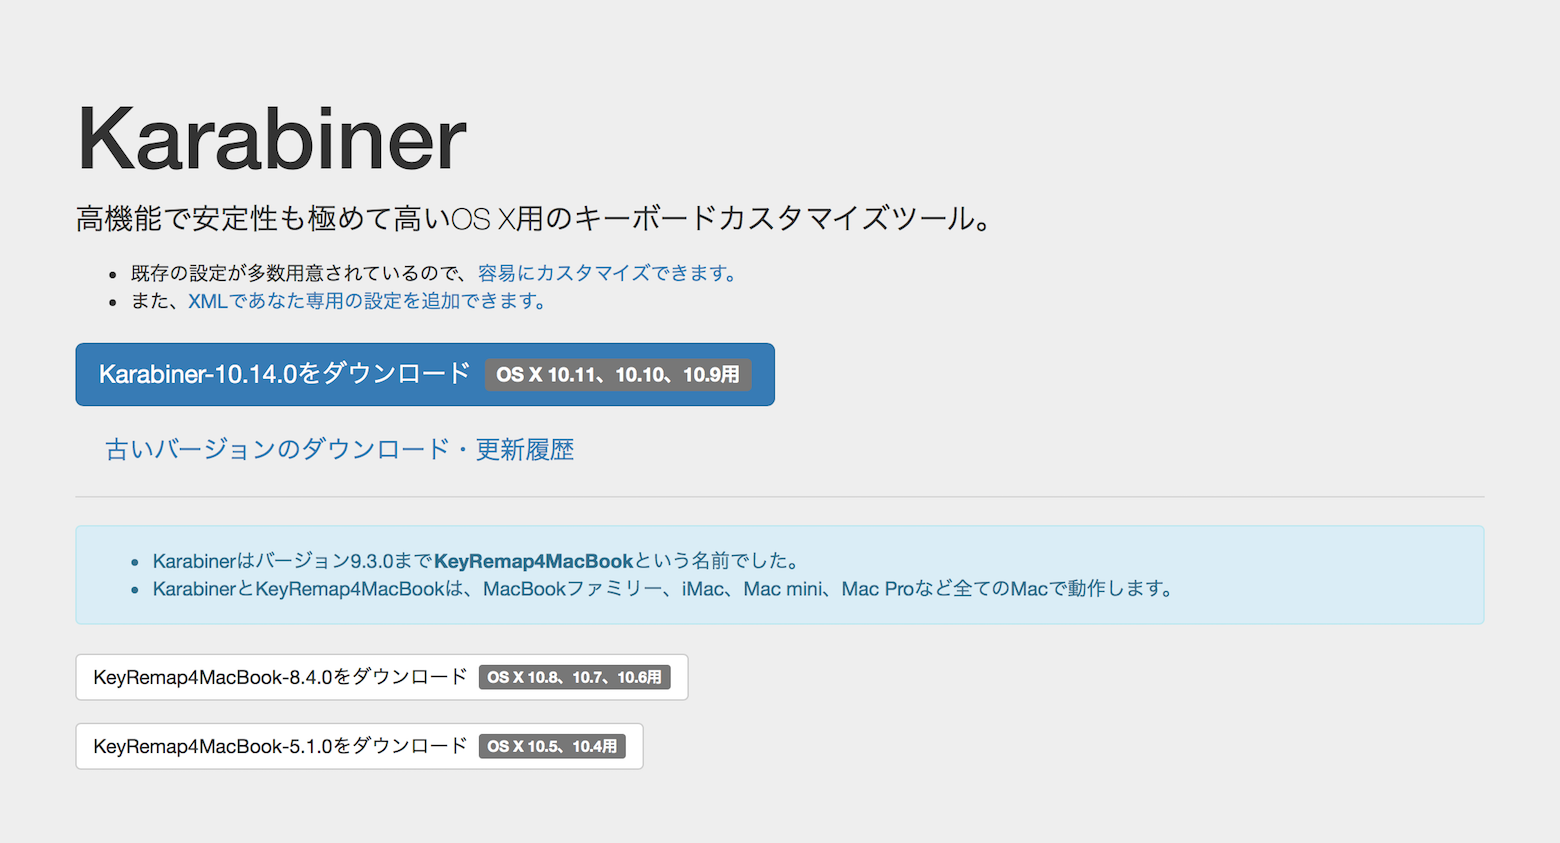 Karabiner
高機能で安定性も極めて高いOS X用のキーボードカスタマイズツール。
既存の設定が多数用意されているので、容易にカスタマイズできます。
また、XMLであなた専用の設定を追加できます。
Karabiner-10.14.0をダウンロード OS X 10.11、10.10、10.9用
古いバージョンのダウンロード・更新履歴
Karabinerはバージョン9.3.0までKeyRemap4MacBookという名前でした。
KarabinerとKeyRemap4MacBookは、MacBookファミリー、iMac、Mac mini、Mac Proなど全てのMacで動作します。
KeyRemap4MacBook-8.4.0をダウンロード OS X 10.8、10.7、10.6用
KeyRemap4MacBook-5.1.0をダウンロード OS X 10.5、10.4用